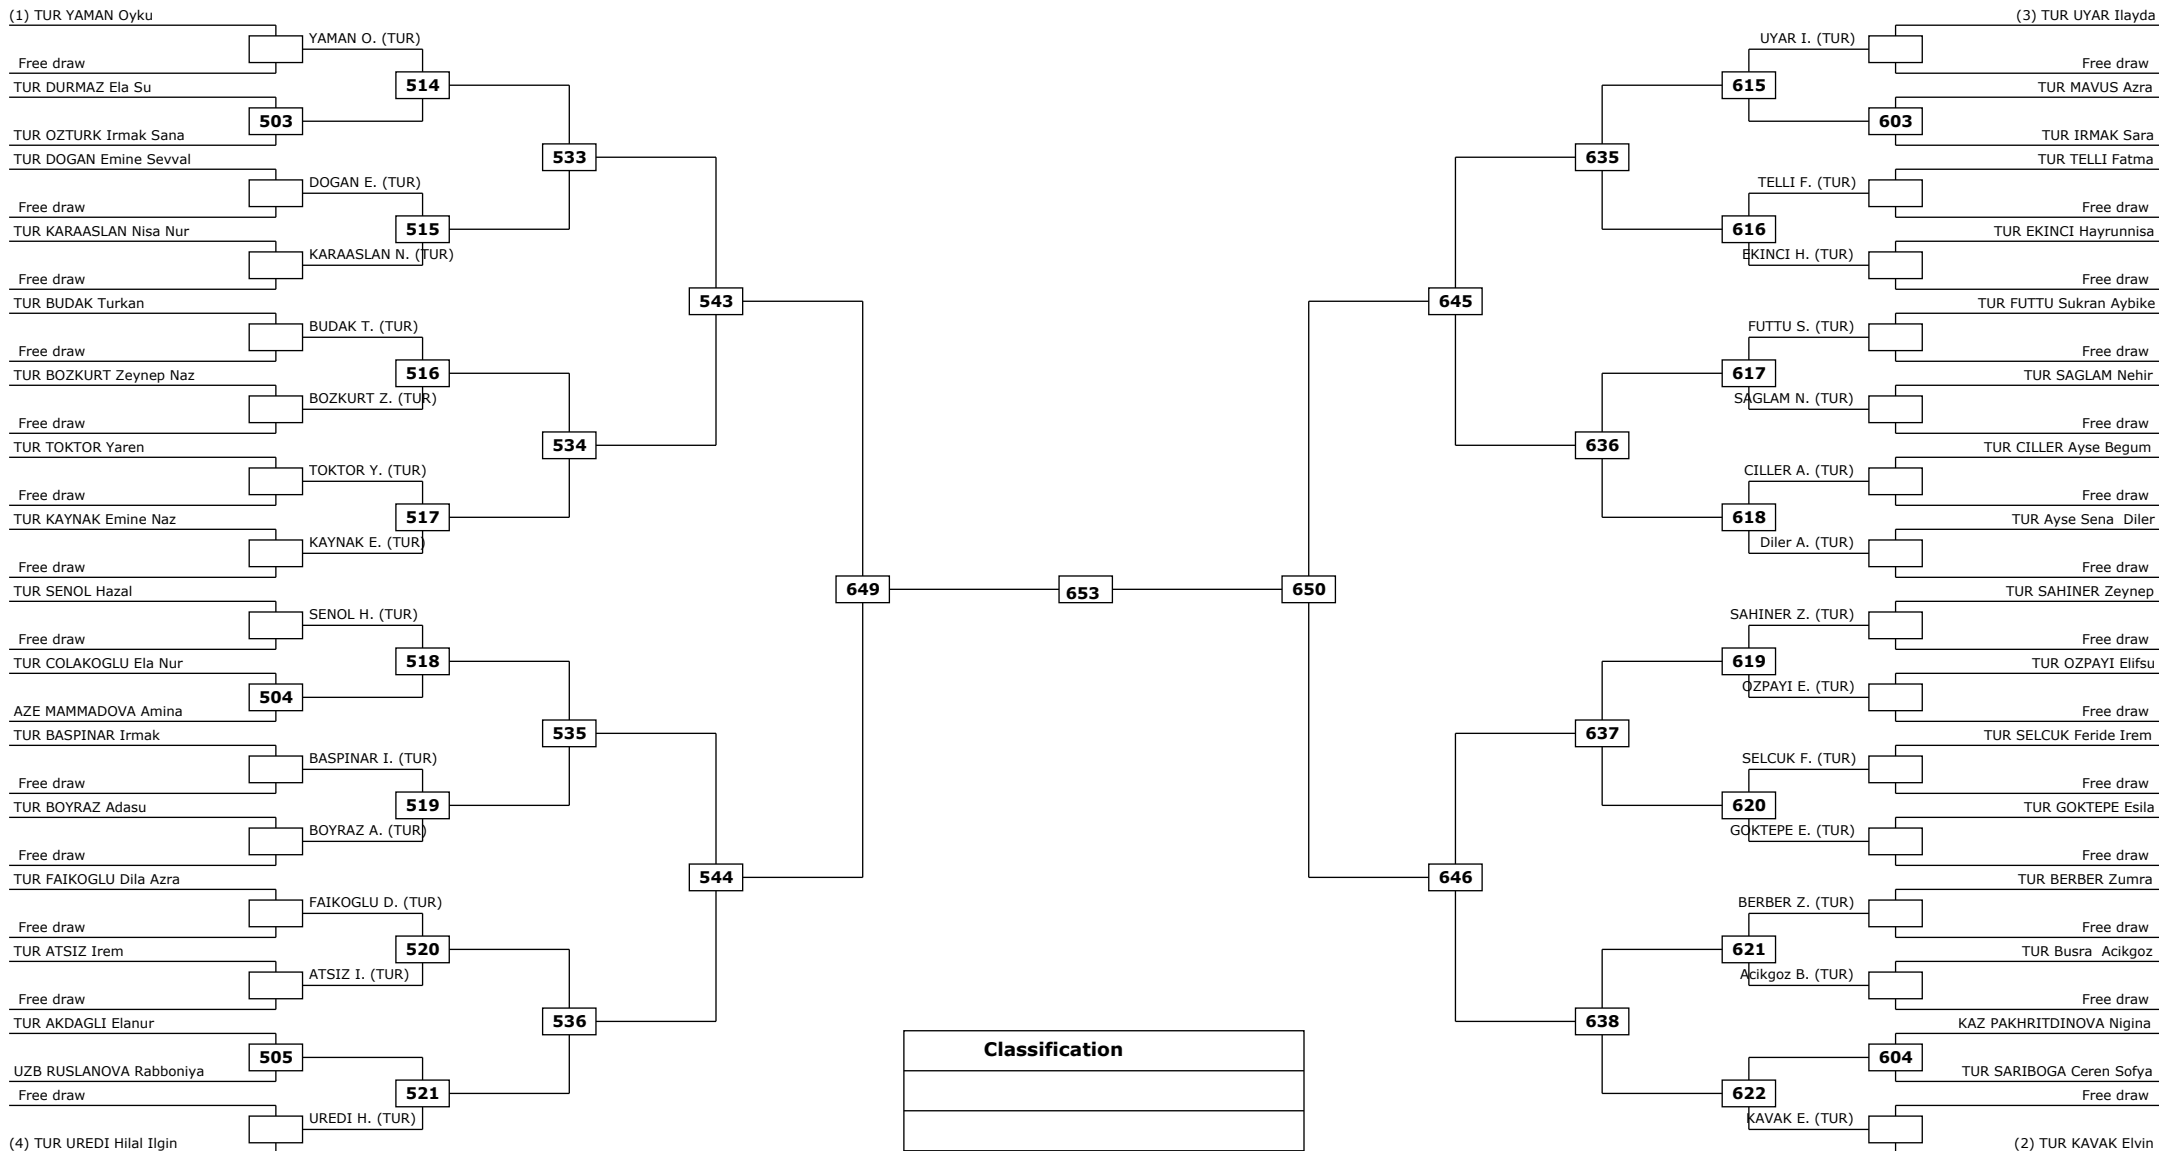 (1) TUR YAMAN Oyku
YAMAN O. (TUR)
Free draw
514
TUR DURMAZ Ela Su
503
TUR OZTURK Irmak Sana
533
TUR DOGAN Emine Sevval
DOGAN E. (TUR)
Free draw
515
TUR KARAASLAN Nisa Nur
KARAASLAN N. (TUR)
Free draw
543
TUR BUDAK Turkan
BUDAK T. (TUR)
Free draw
516
TUR BOZKURT Zeynep Naz
BOZKURT Z. (TUR)
Free draw
534
TUR TOKTOR Yaren
TOKTOR Y. (TUR)
Free draw
517
TUR KAYNAK Emine Naz
KAYNAK E. (TUR)
Free draw
649
TUR SENOL Hazal
SENOL H. (TUR)
Free draw
518
TUR COLAKOGLU Ela Nur
504
AZE MAMMADOVA Amina
535
TUR BASPINAR Irmak
BASPINAR I. (TUR)
Free draw
519
TUR BOYRAZ Adasu
BOYRAZ A. (TUR)
Free draw
544
TUR FAIKOGLU Dila Azra
FAIKOGLU D. (TUR)
Free draw
520
TUR ATSIZ Irem
ATSIZ I. (TUR)
Free draw
536
TUR AKDAGLI Elanur
505
UZB RUSLANOVA Rabboniya
521
Free draw
UREDI H. (TUR)
(4) TUR UREDI Hilal Ilgin
653
(3) TUR UYAR Ilayda
UYAR I. (TUR)
Free draw
615
TUR MAVUS Azra
603
TUR IRMAK Sara
635
TUR TELLI Fatma
TELLI F. (TUR)
Free draw
616
TUR EKINCI Hayrunnisa
EKINCI H. (TUR)
Free draw
645
TUR FUTTU Sukran Aybike
FUTTU S. (TUR)
Free draw
617
TUR SAGLAM Nehir
SAGLAM N. (TUR)
Free draw
636
TUR CILLER Ayse Begum
CILLER A. (TUR)
Free draw
618
TUR Ayse Sena Diler
Diler A. (TUR)
Free draw
650
TUR SAHINER Zeynep
SAHINER Z. (TUR)
Free draw
619
TUR OZPAYI Elifsu
OZPAYI E. (TUR)
Free draw
637
TUR SELCUK Feride Irem
SELCUK F. (TUR)
Free draw
620
TUR GOKTEPE Esila
GOKTEPE E. (TUR)
Free draw
646
TUR BERBER Zumra
BERBER Z. (TUR)
Free draw
621
TUR Busra Acikgoz
Acikgoz B. (TUR)
Free draw
638
KAZ PAKHRITDINOVA Nigina
604
TUR SARIBOGA Ceren Sofya
622
Free draw
KAVAK E. (TUR)
(2) TUR KAVAK Elvin
Classification